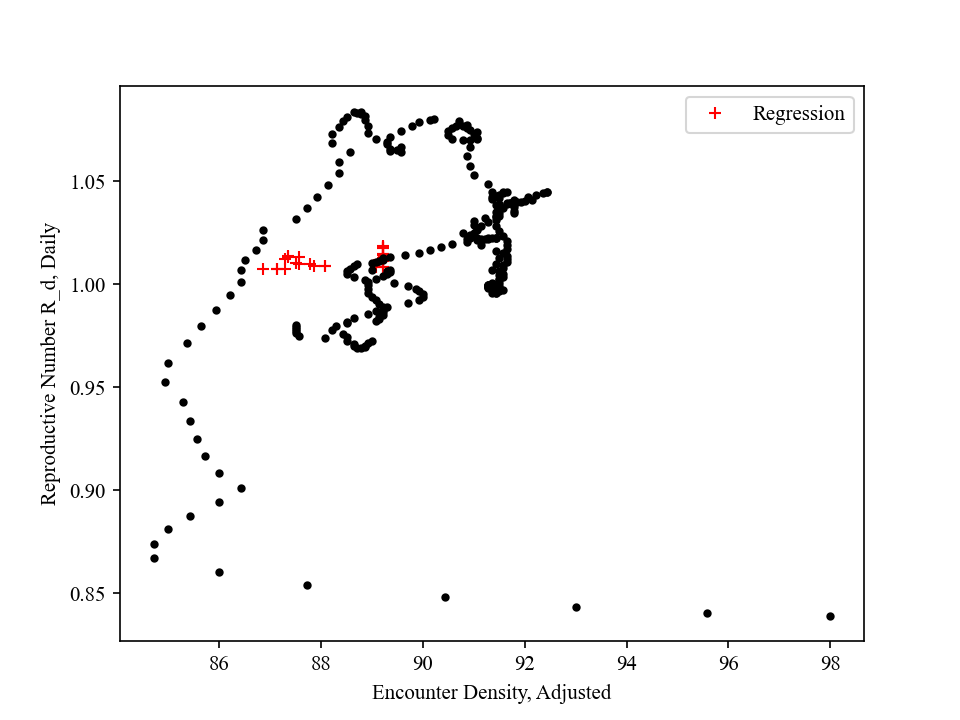 Regression
1.05
1.00
0.95
0.90
0.85
Reproductive Number R_d, Daily
86 88 90 92 94 96 98
Encounter Density, Adjusted